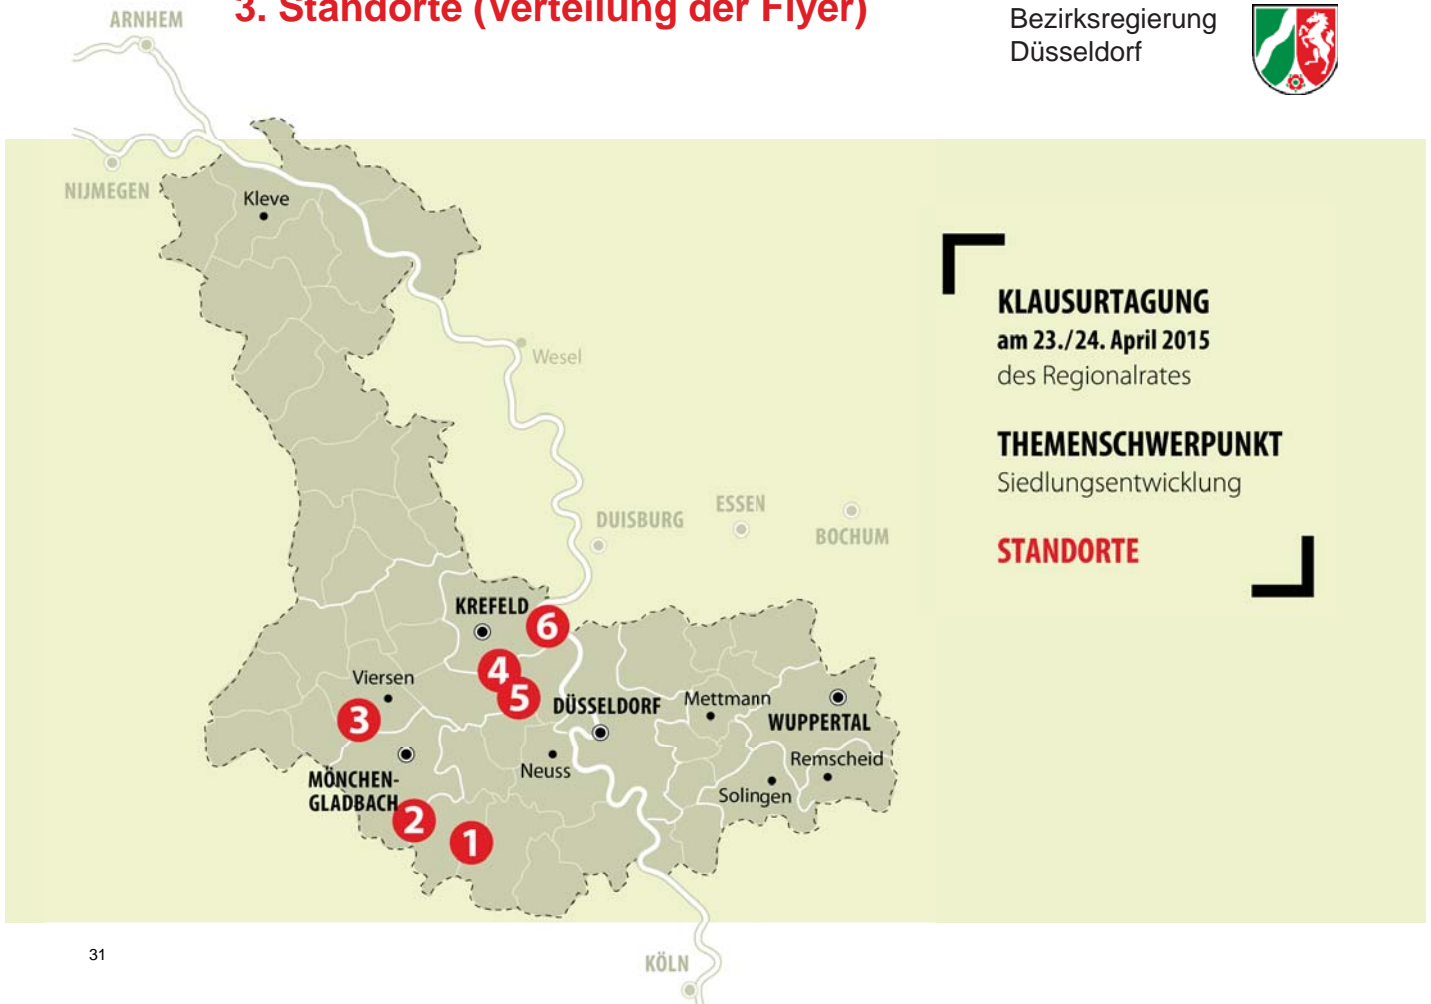 3. Standorte (Verteilung der Flyer)
Bezirksregierung
Düsseldorf
ARNHEM
NIJMEGEN
Kleve
Wesel
DUISBURG
ESSEN
BOCHUM
KREFELD
6
4
5
Viersen
3
DÜSSELDORF
Mettmann
WUPPERTAL
Remscheid
Solingen
Neuss
MÖNCHEN-
GLADBACH
2
1
KÖLN
KLAUSURTAGUNG
am 23./24. April 2015
des Regionalrates
THEMENSCHWERPUNKT
Siedlungsentwicklung
STANDORTE
31